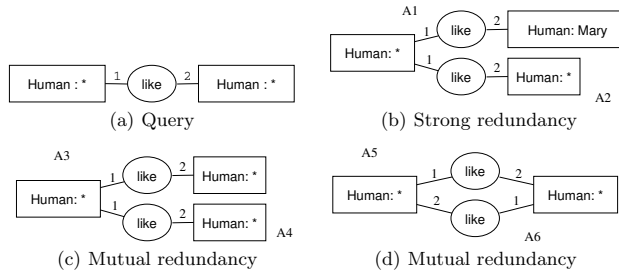 Human : * 1 like 2 Human : *
(a) Query
A1
1 like 2 Human: Mary
Human: *
1 like 2 Human: *
A2
(b) Strong redundancy
A3
1 like 2 Human: *
Human: *
1 like 2 Human: *
A4
(c) Mutual redundancy
A5
1 like 2
Human: * Human: *
2 like 1
A6
(d) Mutual redundancy